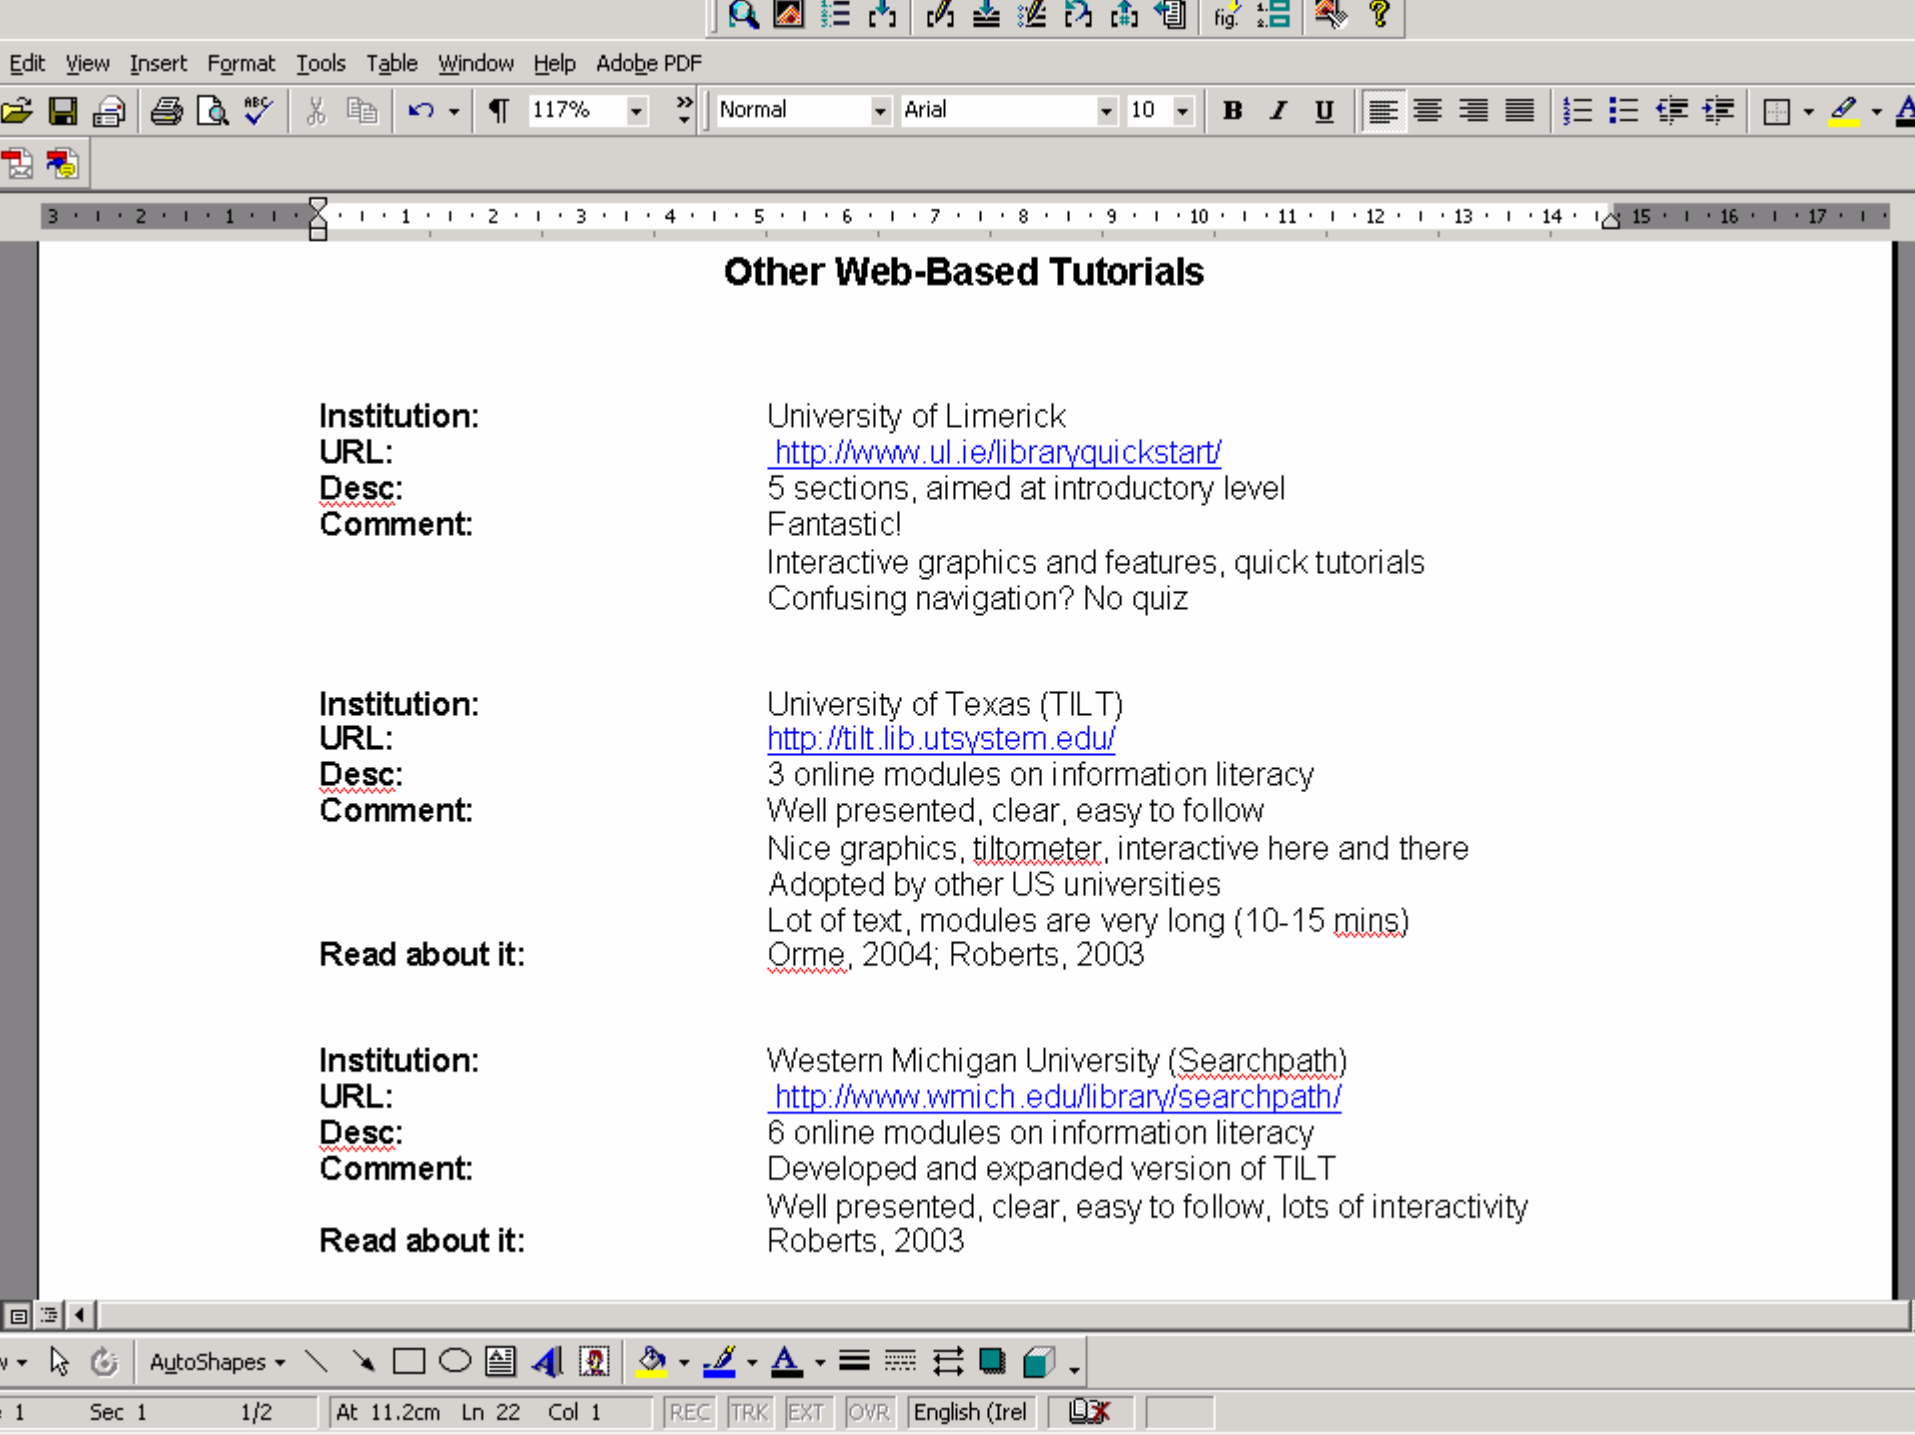 fig.
Edit View Insert Format Tools Table Window Help Adobe PDF
ABC 117% Normal Arial 10 B I U
3 2 1 1 2 3 4 5 6 7 8 9 10 11 12 13 14 15 16 17
Other Web-Based Tutorials
Institution: University of Limerick
URL: http://www.ul.ie/libraryquickstart/
Desc: 5 sections, aimed at introductory level
Comment: Fantastic!
Interactive graphics and features, quick tutorials
Confusing navigation? No quiz
Institution: University of Texas (TILT)
URL: http://tilt.lib.utsystem.edu/
Desc: 3 online modules on information literacy
Comment: Well presented, clear, easy to follow
Nice graphics, tiltometer, interactive here and there
Adopted by other US universities
Lot of text, modules are very long (10-15 mins)
Read about it: Orme, 2004; Roberts, 2003
Institution: Western Michigan University (Searchpath)
URL: http://www.wmich.edu/library/searchpath/
Desc: 6 online modules on information literacy
Comment: Developed and expanded version of TILT
Well presented, clear, easy to follow, lots of interactivity
Read about it: Roberts, 2003
AutoShapes
1 Sec 1 1/2 At 11.2cm Ln 22 Col 1 REC TRK EXT OVR English (Irel